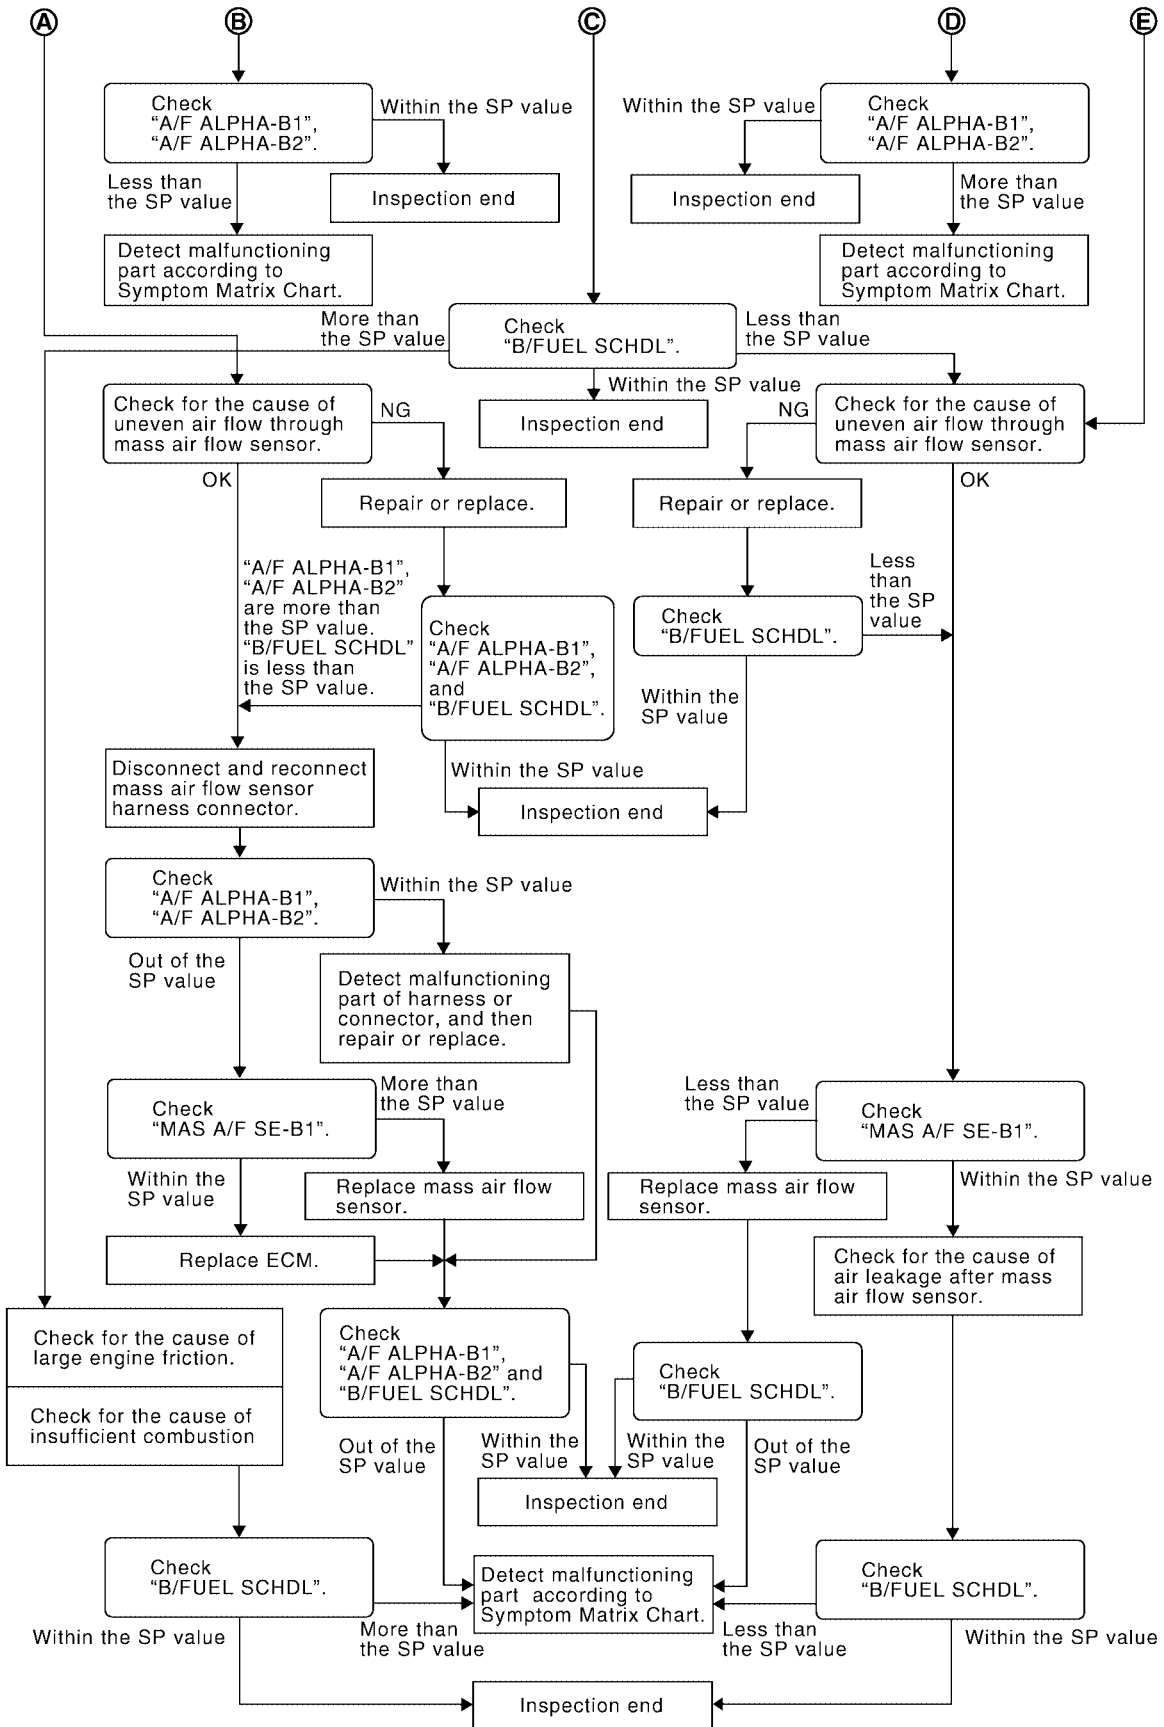 A
B
C
D
E
Check
“A/F ALPHA-B1”,
“A/F ALPHA-B2”.
Within the SP value
Less than
the SP value
Inspection end
Detect malfunctioning
part according to
Symptom Matrix Chart.
Within the SP value
Check
“A/F ALPHA-B1”,
“A/F ALPHA-B2”.
Inspection end
More than
the SP value
Detect malfunctioning
part according to
Symptom Matrix Chart.
More than
the SP value
Check
“B/FUEL SCHDL”.
Less than
the SP value
Within the SP value
Inspection end
Check for the cause of
uneven air flow through
mass air flow sensor.
NG
OK
Repair or replace.
NG
Check for the cause of
uneven air flow through
mass air flow sensor.
OK
Repair or replace.
“A/F ALPHA-B1”,
“A/F ALPHA-B2”
are more than
the SP value.
“B/FUEL SCHDL”
is less than
the SP value.
Check
“A/F ALPHA-B1”,
“A/F ALPHA-B2”,
and
“B/FUEL SCHDL”.
Check
“B/FUEL SCHDL”.
Less
than
the SP
value
Within the
SP value
Within the SP value
Inspection end
Disconnect and reconnect
mass air flow sensor
harness connector.
Check
“A/F ALPHA-B1”,
“A/F ALPHA-B2”.
Within the SP value
Out of the
SP value
Detect malfunctioning
part of harness or
connector, and then
repair or replace.
Check
“MAS A/F SE-B1”.
More than
the SP value
Within the
SP value
Replace mass air flow
sensor.
Replace ECM.
Less than
the SP value
Check
“MAS A/F SE-B1”.
Within the SP value
Replace mass air flow
sensor.
Check for the cause of
air leakage after mass
air flow sensor.
Check for the cause of
large engine friction.
Check for the cause of
insufficient combustion
Check
“A/F ALPHA-B1”,
“A/F ALPHA-B2” and
“B/FUEL SCHDL”.
Check
“B/FUEL SCHDL”.
Out of the
SP value
Within the
SP value
Within the
SP value
Out of the
SP value
Inspection end
Check
“B/FUEL SCHDL”.
Detect malfunctioning
part according to
Symptom Matrix Chart.
Check
“B/FUEL SCHDL”.
Within the SP value
More than
the SP value
Less than
the SP value
Within the SP value
Inspection end